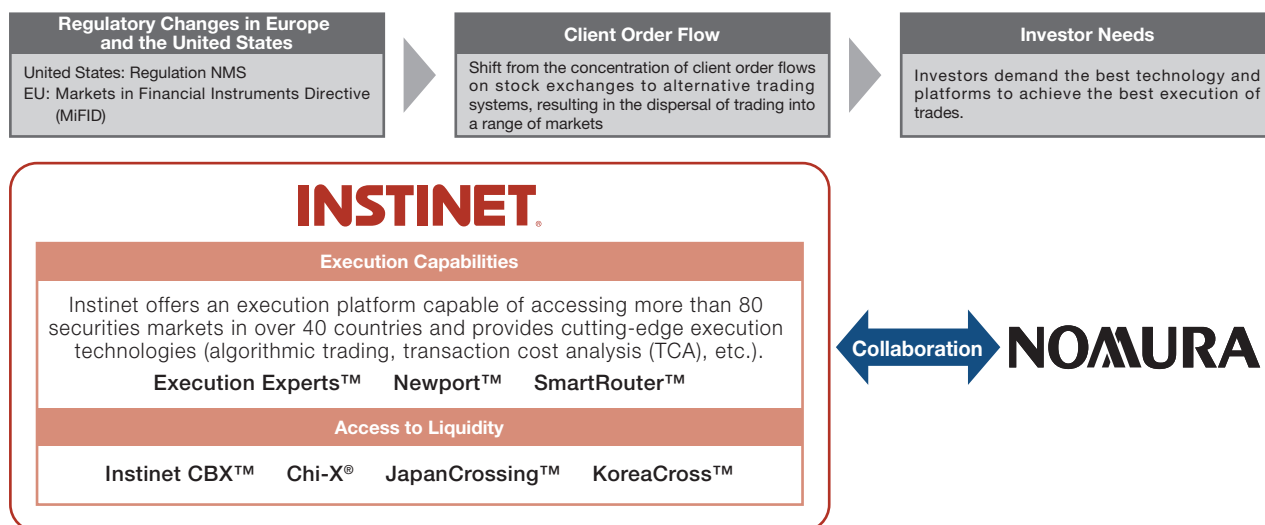 Regulatory Changes in Europe
and the United States
United States: Regulation NMS
EU: Markets in Financial Instruments Directive
(MiFID)
Client Order Flow
Shift from the concentration of client order flows
on stock exchanges to alternative trading
systems, resulting in the dispersal of trading into
a range of markets
Investor Needs
Investors demand the best technology and
platforms to achieve the best execution of
trades.
INSTINET®
Execution Capabilities
Instinet offers an execution platform capable of accessing more than 80
securities markets in over 40 countries and provides cutting-edge execution
technologies (algorithmic trading, transaction cost analysis (TCA), etc.).
Execution Experts™ Newport™ SmartRouter™
Access to Liquidity
Instinet CBX™ Chi-X® JapanCrossing™ KoreaCross™
Collaboration
NOMURA